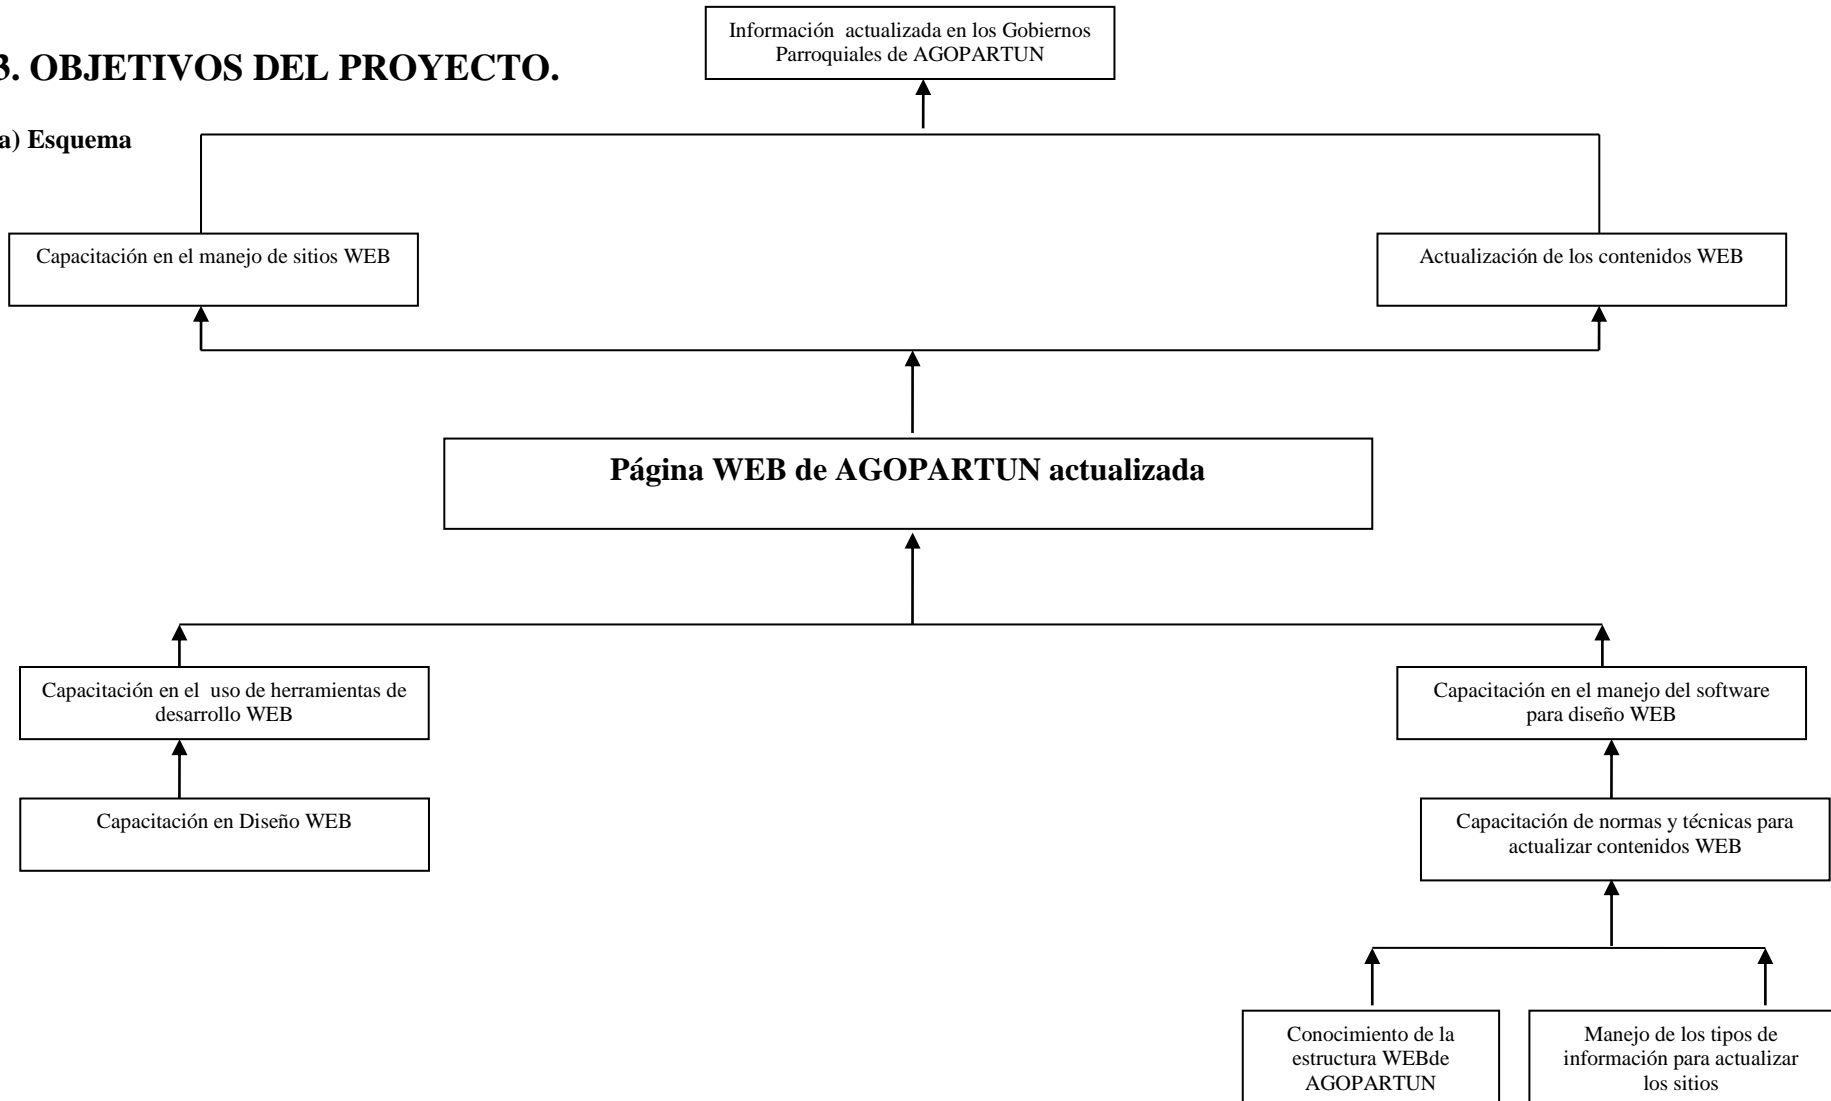 Información actualizada en los Gobiernos
Parroquiales de AGOPARTUN
3. OBJETIVOS DEL PROYECTO.
a) Esquema
Capacitación en el manejo de sitios WEB
Actualización de los contenidos WEB
Página WEB de AGOPARTUN actualizada
Capacitación en el uso de herramientas de
desarrollo WEB
Capacitación en el manejo del software
para diseño WEB
Capacitación en Diseño WEB
Capacitación de normas y técnicas para
actualizar contenidos WEB
Conocimiento de la
estructura WEBde
AGOPARTUN
Manejo de los tipos de
información para actualizar
los sitios